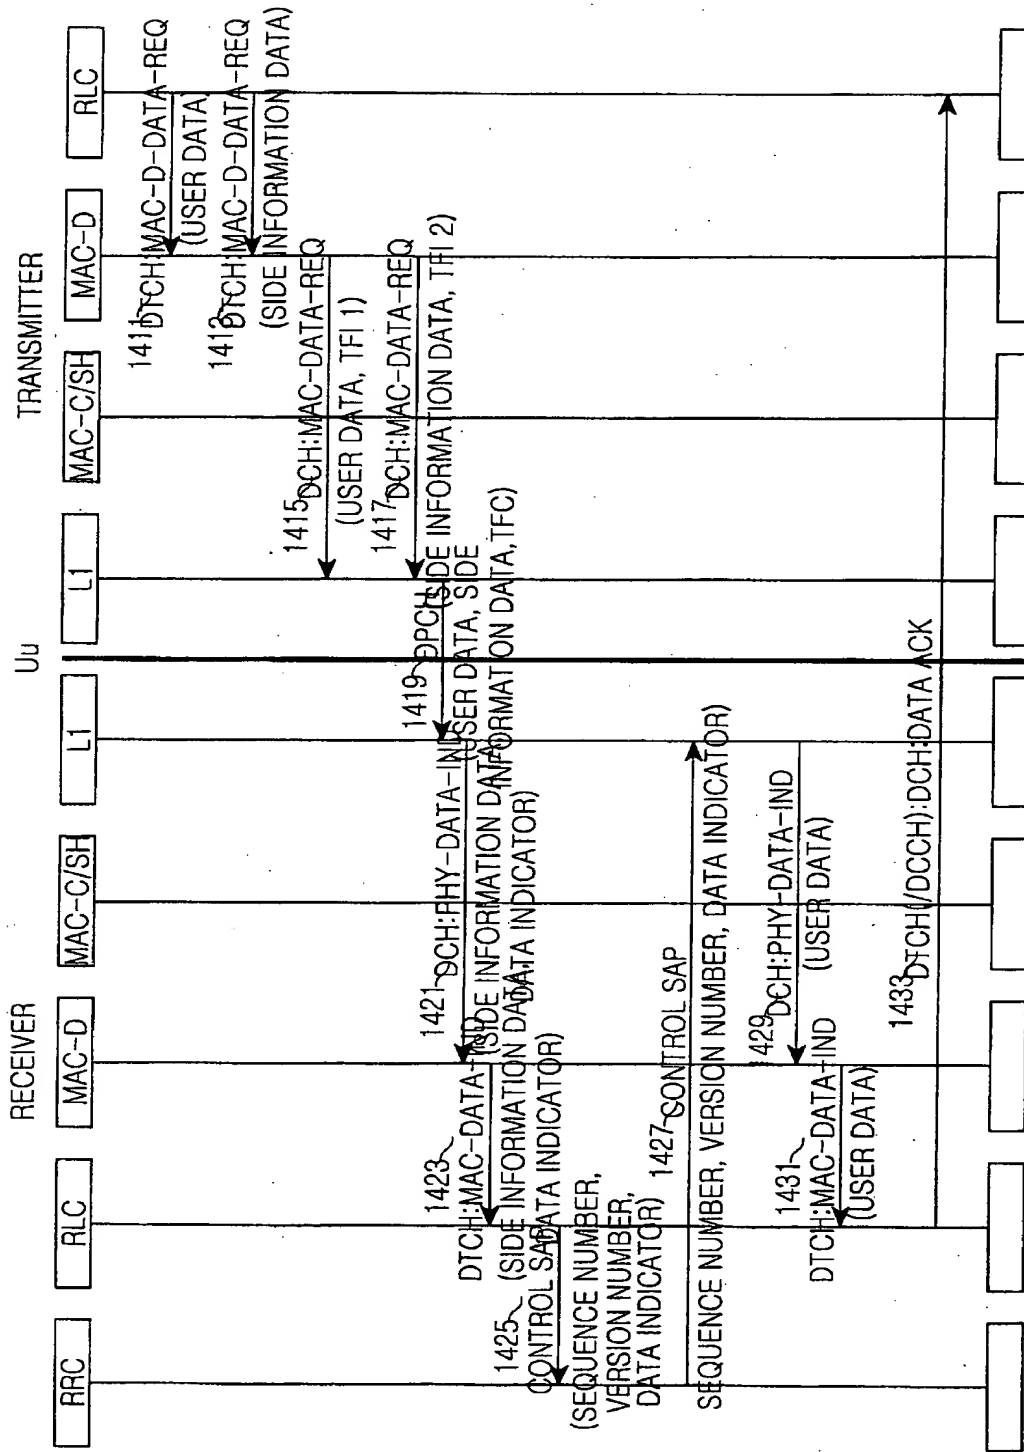 RECEIVER
Uu
TRANSMITTER
RRC
RLC
MAC-D
MAC-C/SH
L1
L1
MAC-C/SH
MAC-D
RLC
1411
DTCH:MAC-D-DATA-REQ
(USER DATA)
1413
DTCH:MAC-D-DATA-REQ
(SIDE INFORMATION DATA)
1415
DCH:MAC-DATA-REQ
(USER DATA, TFI 1)
1417
DCH:MAC-DATA-REQ
(SIDE INFORMATION DATA, TFI 2)
1419
DPCH
(USER DATA, SIDE
INFORMATION DATA,TFC)
1421
DCH:PHY-DATA-IND
(SIDE INFORMATION DATA,
DATA INDICATOR)
1423
DTCH:MAC-DATA-IND
(SIDE INFORMATION DATA,
DATA INDICATOR)
1425
CONTROL SAP
(SEQUENCE NUMBER,
VERSION NUMBER,
DATA INDICATOR)
1427
CONTROL SAP
SEQUENCE NUMBER, VERSION NUMBER, DATA INDICATOR)
429
DCH:PHY-DATA-IND
(USER DATA)
1431
DTCH:MAC-DATA-IND
(USER DATA)
1433
DTCH(/DCCH):DCH:DATA ACK